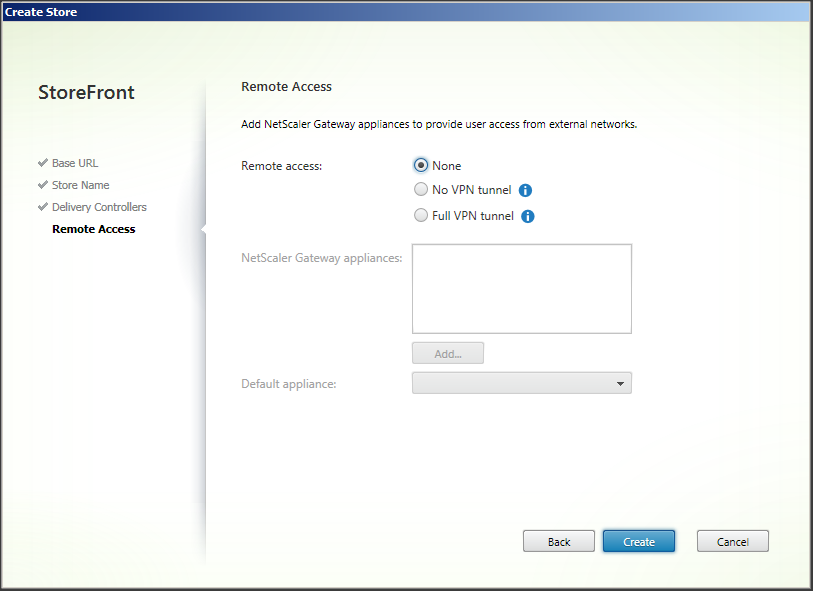 Create Store
StoreFront
Base URL
Store Name
Delivery Controllers
Remote Access
Remote Access
Add NetScaler Gateway appliances to provide user access from external networks.
Remote access:
None
No VPN tunnel
Full VPN tunnel
NetScaler Gateway appliances:
Add...
Default appliance:
Back
Create
Cancel